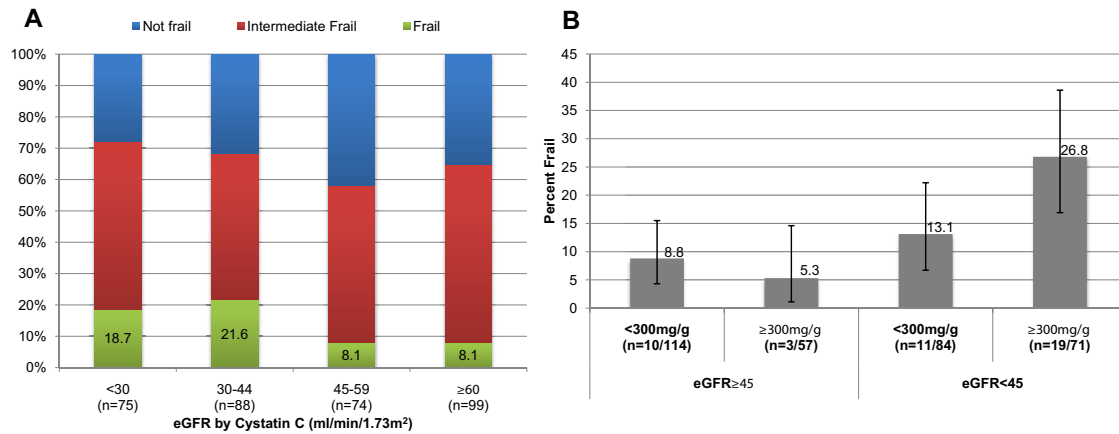 A
Not frail
Intermediate Frail
Frail
100%
90%
80%
70%
60%
50%
40%
30%
20%
10%
0%
18.7
21.6
8.1
8.1
<30
30-44
45-59
≥60
(n=75)
(n=88)
(n=74)
(n=99)
eGFR by Cystatin C (ml/min/1.73m²)
B
Percent Frail
45
40
35
30
25
20
15
10
5
0
8.8
5.3
13.1
26.8
<300mg/g
≥300mg/g
<300mg/g
≥300mg/g
(n=10/114)
(n=3/57)
(n=11/84)
(n=19/71)
eGFR≥45
eGFR<45